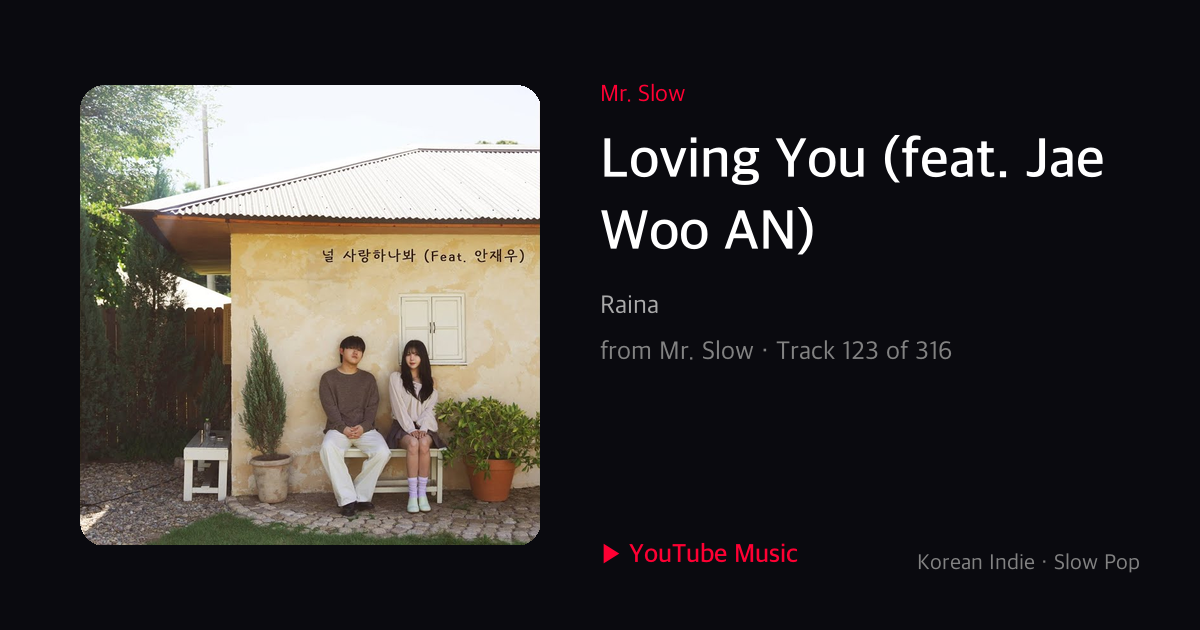 널 사랑하나봐 (Feat. 안재우)
Mr. Slow
Loving You (feat. Jae
Woo AN)
Raina
from Mr. Slow · Track 123 of 316
YouTube Music
Korean Indie · Slow Pop